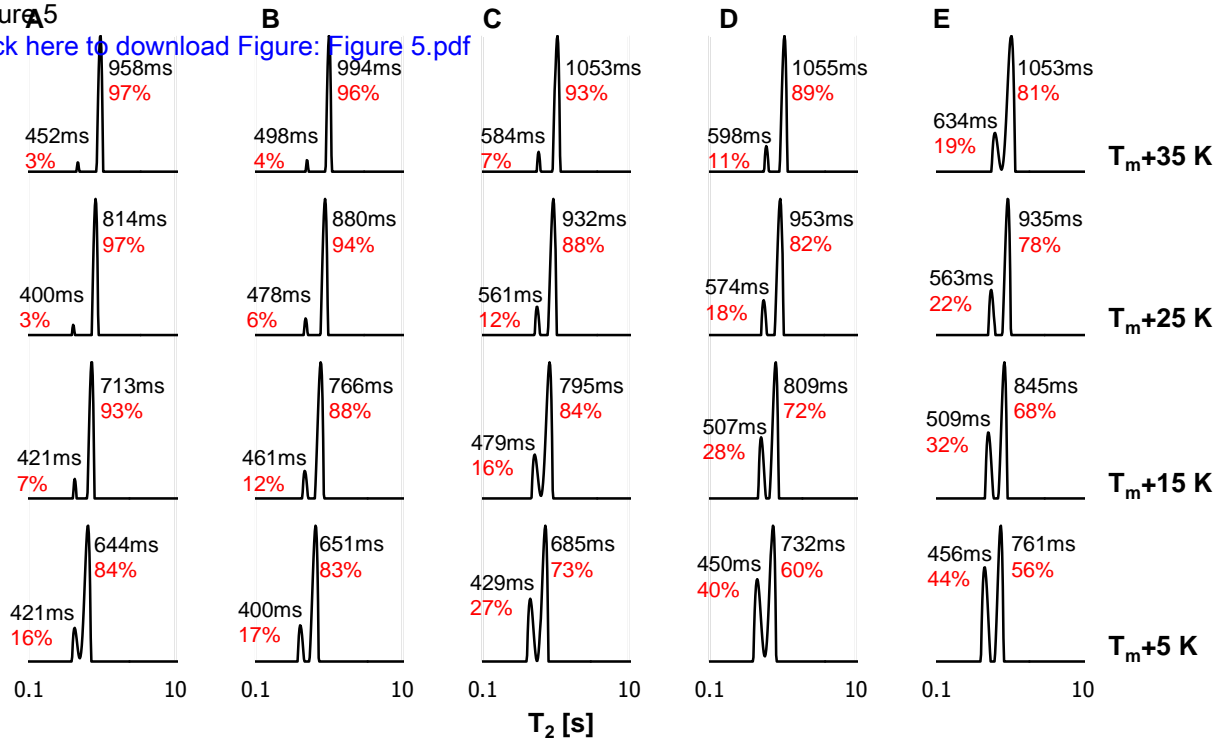 ure 5
A B C D E
ck here to download Figure: Figure 5.pdf
958ms 994ms 1053ms 1055ms 1053ms
97% 96% 93% 89% 81%
452ms 498ms 584ms 598ms 634ms
3% 4% 7% 11% 19%
Tm+35 K
814ms 880ms 932ms 953ms 935ms
97% 94% 88% 82% 78%
400ms 478ms 561ms 574ms 563ms
3% 6% 12% 18% 22%
Tm+25 K
713ms 766ms 795ms 809ms 845ms
93% 88% 84% 72% 68%
421ms 461ms 479ms 507ms 509ms
7% 12% 16% 28% 32%
Tm+15 K
644ms 651ms 685ms 732ms 761ms
84% 83% 73% 60% 56%
421ms 400ms 429ms 450ms 456ms
16% 17% 27% 40% 44%
Tm+5 K
0.1 10 0.1 10 0.1 10 0.1 10 0.1 10
T2 [s]